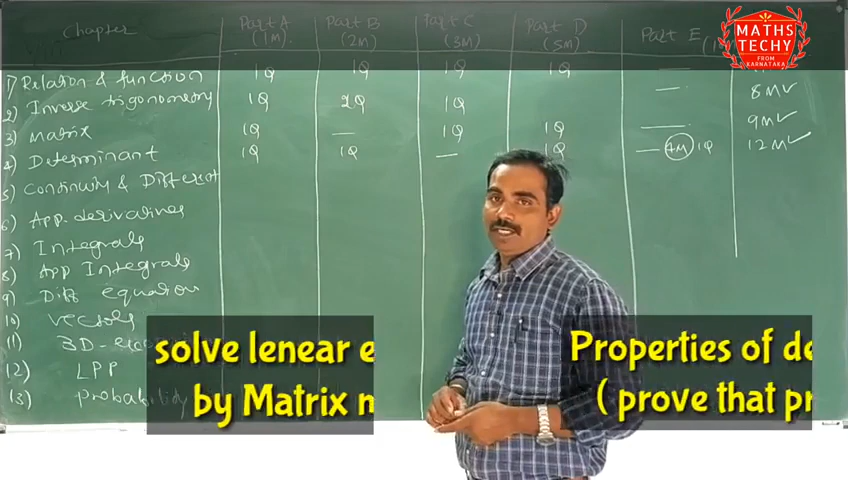 Chapter Part A Part B Part C Part D Part E
(1M) (2M) (3M) (5M)
MATHS
TECHY
FROM
KARNATAKA
1) Relation & function 1Q 1Q 1Q 1Q —
2) Inverse trigonometry 1Q 2Q 1Q — 8M✓
3) Matrix 1Q — 1Q 1Q — 9M✓
4) Determinant 1Q 1Q — 1Q — 4M 1Q 12M✓
5) Continuity &
6) App. derivatives
7) Integrals
8) App Integrals
9) Diff equation
10) Vectors
11) 3D-
12) LPP
13) probability
solve lenear e
by Matrix m
Properties of de
( prove that pr